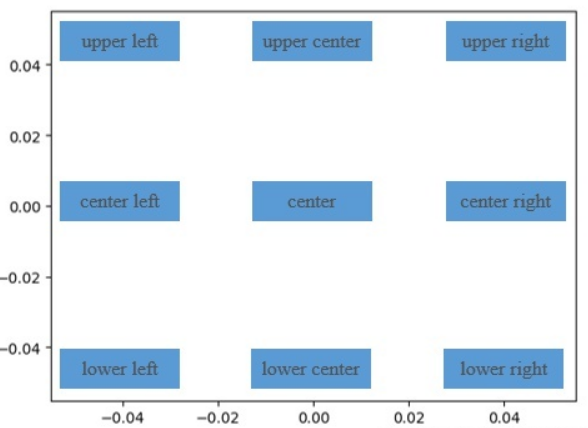 upper left upper center upper right
0.04
0.02
center left center center right
0.00
−0.02
−0.04
lower left lower center lower right
−0.04 −0.02 0.00 0.02 0.04